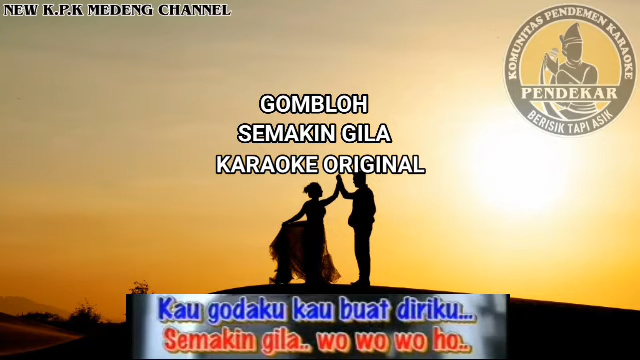 NEW K.P.K MEDENG CHANNEL
KOMUNITAS PENDEMEN KARAOKE
PENDEKAR
BERISIK TAPI ASIK
GOMBLOH
SEMAKIN GILA
KARAOKE ORIGINAL
Kau godaku kau buat diriku...
Semakin gila.. wo wo wo ho..